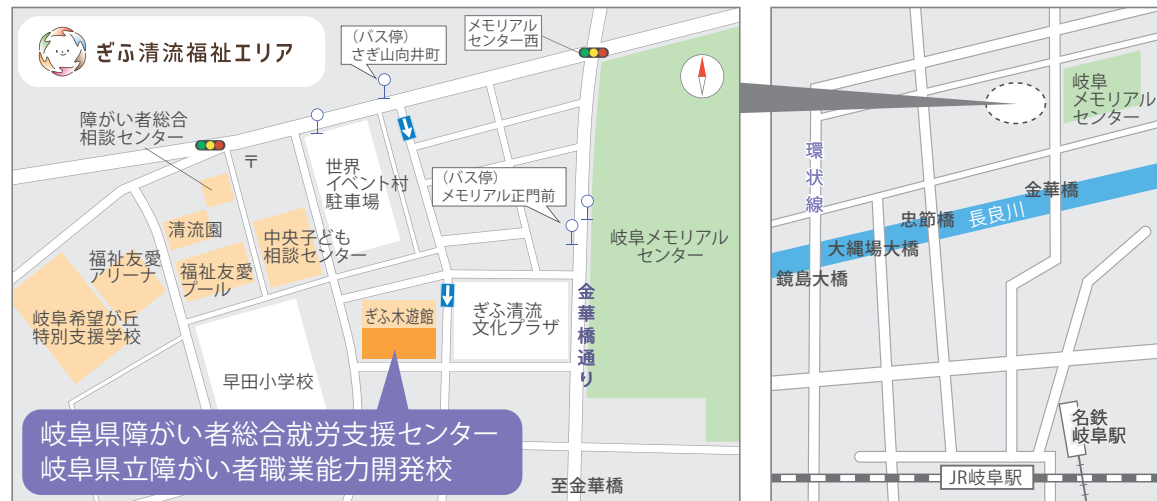 ぎふ清流福祉エリア
(バス停)
さぎ山向井町
メモリアル
センター西
障がい者総合
相談センター
〒
世界
イベント村
駐車場
(バス停)
メモリアル正門前
清流園
中央子ども
相談センター
福祉友愛
アリーナ
福祉友愛
プール
岐阜メモリアル
センター
岐阜希望が丘
特別支援学校
ぎふ木遊館
ぎふ清流
文化プラザ
金華橋通り
早田小学校
岐阜県障がい者総合就労支援センター
岐阜県立障がい者職業能力開発校
至金華橋
岐阜
メモリアル
センター
環状線
金華橋
忠節橋
長良川
大縄場大橋
鏡島大橋
名鉄
岐阜駅
JR岐阜駅